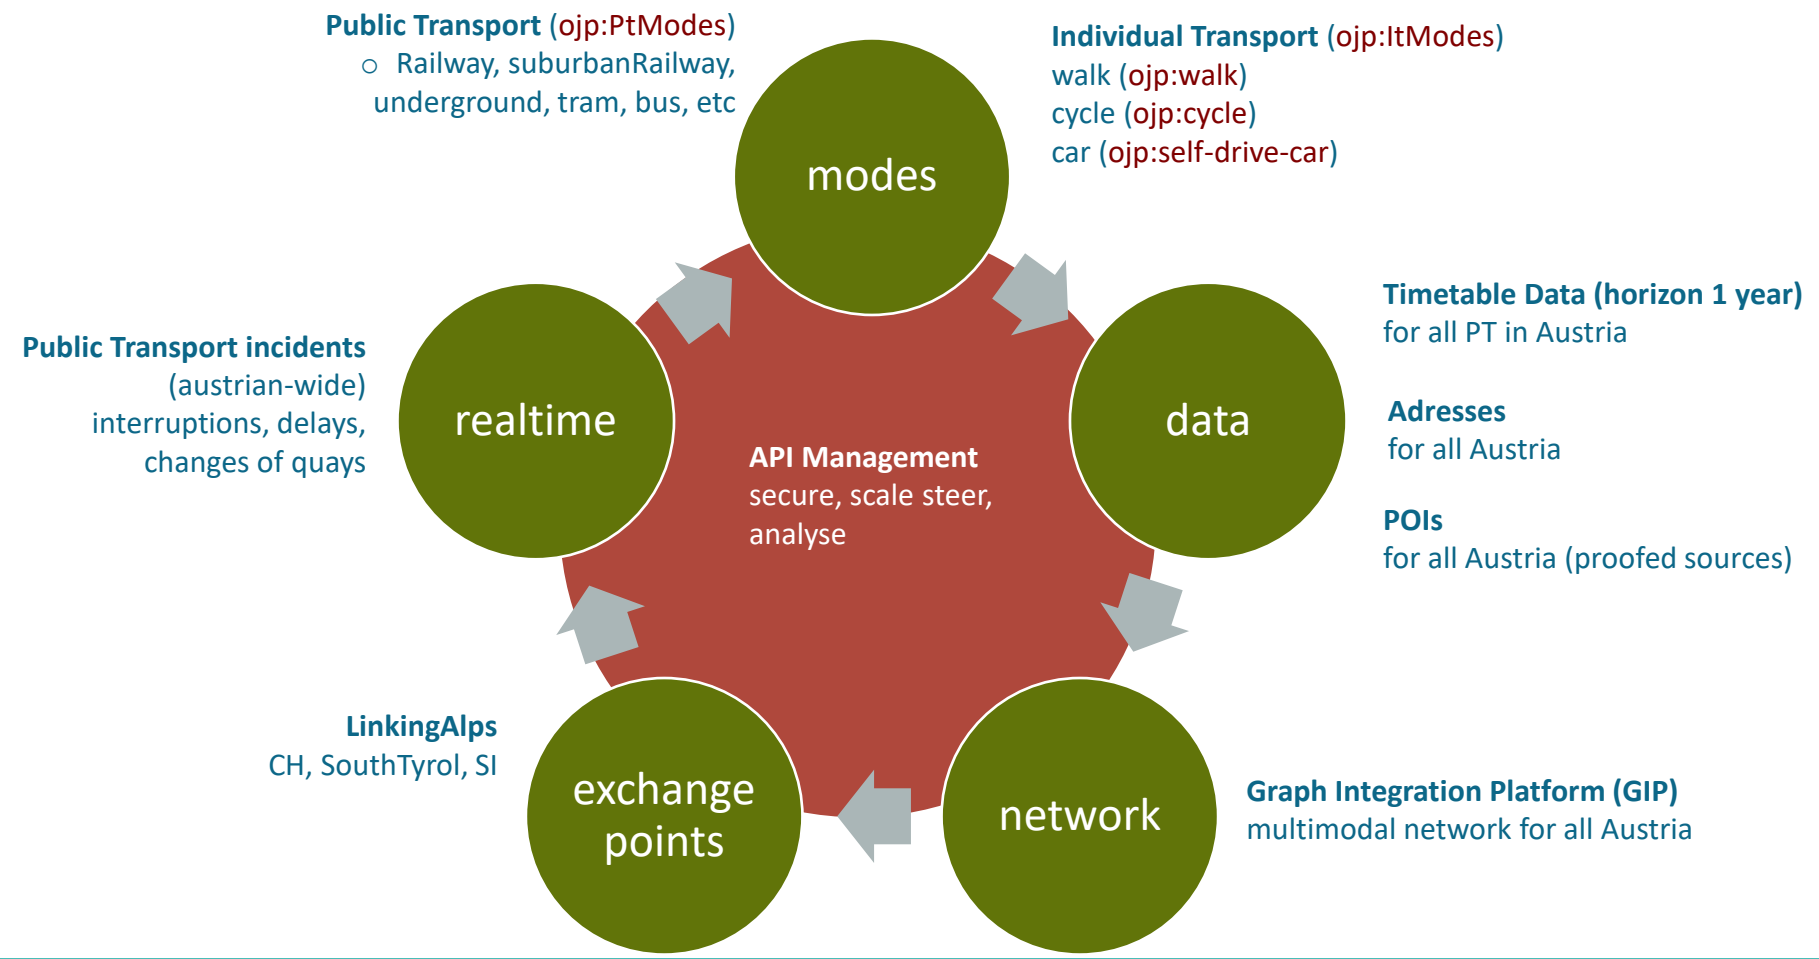 Public Transport (ojp:PtModes)
○ Railway, suburbanRailway,
underground, tram, bus, etc
Individual Transport (ojp:ItModes)
walk (ojp:walk)
cycle (ojp:cycle)
car (ojp:self-drive-car)
modes
Timetable Data (horizon 1 year)
for all PT in Austria
Adresses
for all Austria
POIs
for all Austria (proofed sources)
data
Public Transport incidents
(austrian-wide)
interruptions, delays,
changes of quays
realtime
API Management
secure, scale steer,
analyse
LinkingAlps
CH, SouthTyrol, SI
exchange
points
network
Graph Integration Platform (GIP)
multimodal network for all Austria